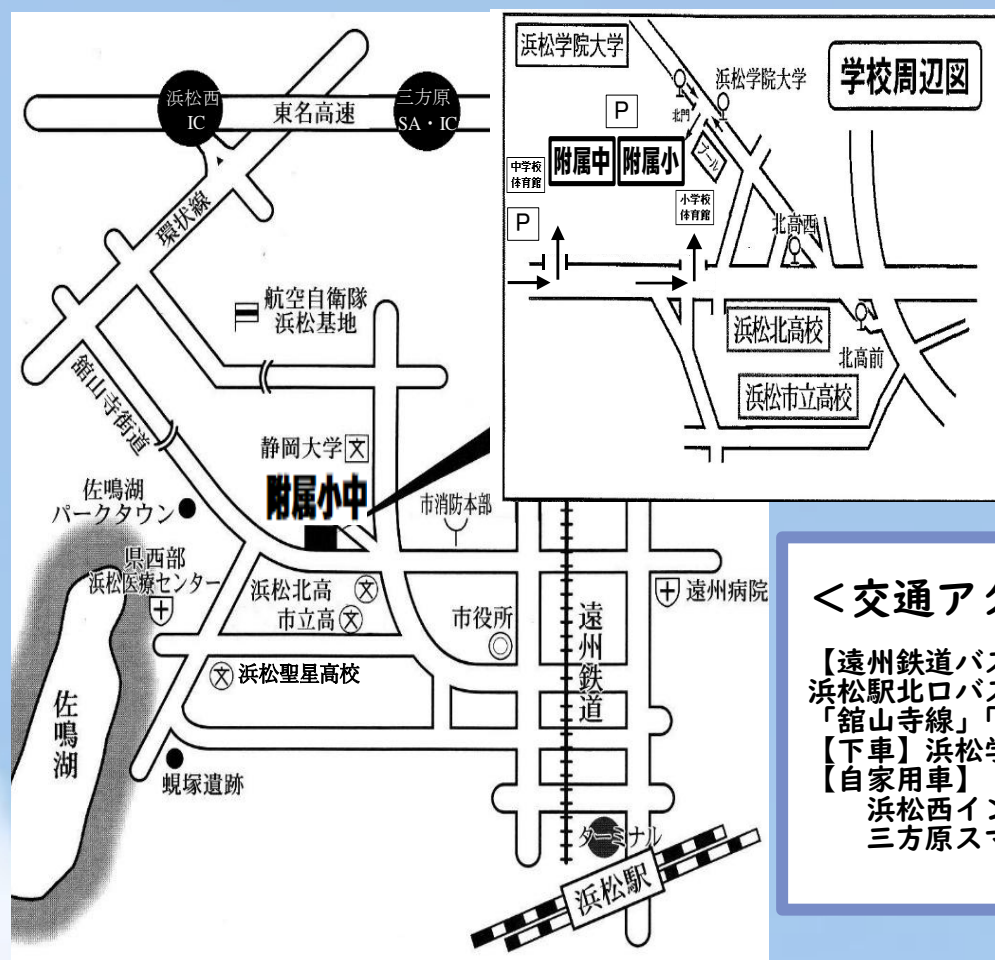 浜松西
IC
東名高速
三方原
SA・IC
環状線
航空自衛隊
浜松基地
舘山寺街道
静岡大学 文
附属小中
佐鳴湖
パークタウン
市消防本部
県西部
浜松医療センター
浜松北高 文
市立高 文
市役所
遠州病院
遠州鉄道
文 浜松聖星高校
佐鳴湖
蜆塚遺跡
ターミナル
浜松駅
学校周辺図
浜松学院大学
浜松学院大学
北門
P
プール
中学校
体育館
附属中
附属小
小学校
体育館
P
北高西
浜松北高校
北高前
浜松市立高校
<交通アク
【遠州鉄道バス
浜松駅北口バス
「舘山寺線」「
【下車】浜松学
【自家用車】
浜松西イン
三方原スマ